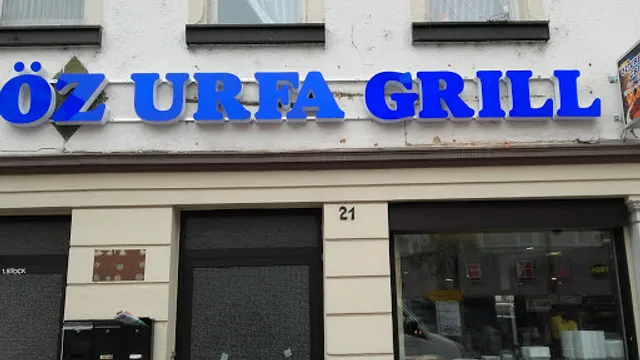 ÖZ URFA GRILL
21
1.STOCK